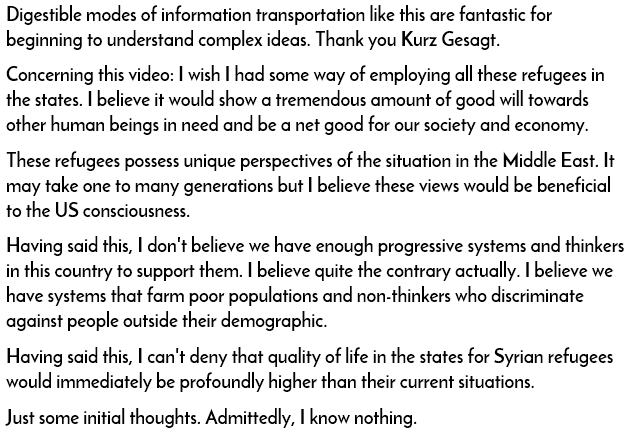 Digestible modes of information transportation like this are fantastic for
beginning to understand complex ideas. Thank you Kurz Gesagt.
Concerning this video: I wish I had some way of employing all these refugees in
the states. I believe it would show a tremendous amount of good will towards
other human beings in need and be a net good for our society and economy.
These refugees possess unique perspectives of the situation in the Middle East. It
may take one to many generations but I believe these views would be beneficial
to the US consciousness.
Having said this, I don't believe we have enough progressive systems and thinkers
in this country to support them. I believe quite the contrary actually. I believe we
have systems that farm poor populations and non-thinkers who discriminate
against people outside their demographic.
Having said this, I can't deny that quality of life in the states for Syrian refugees
would immediately be profoundly higher than their current situations.
Just some initial thoughts. Admittedly, I know nothing.